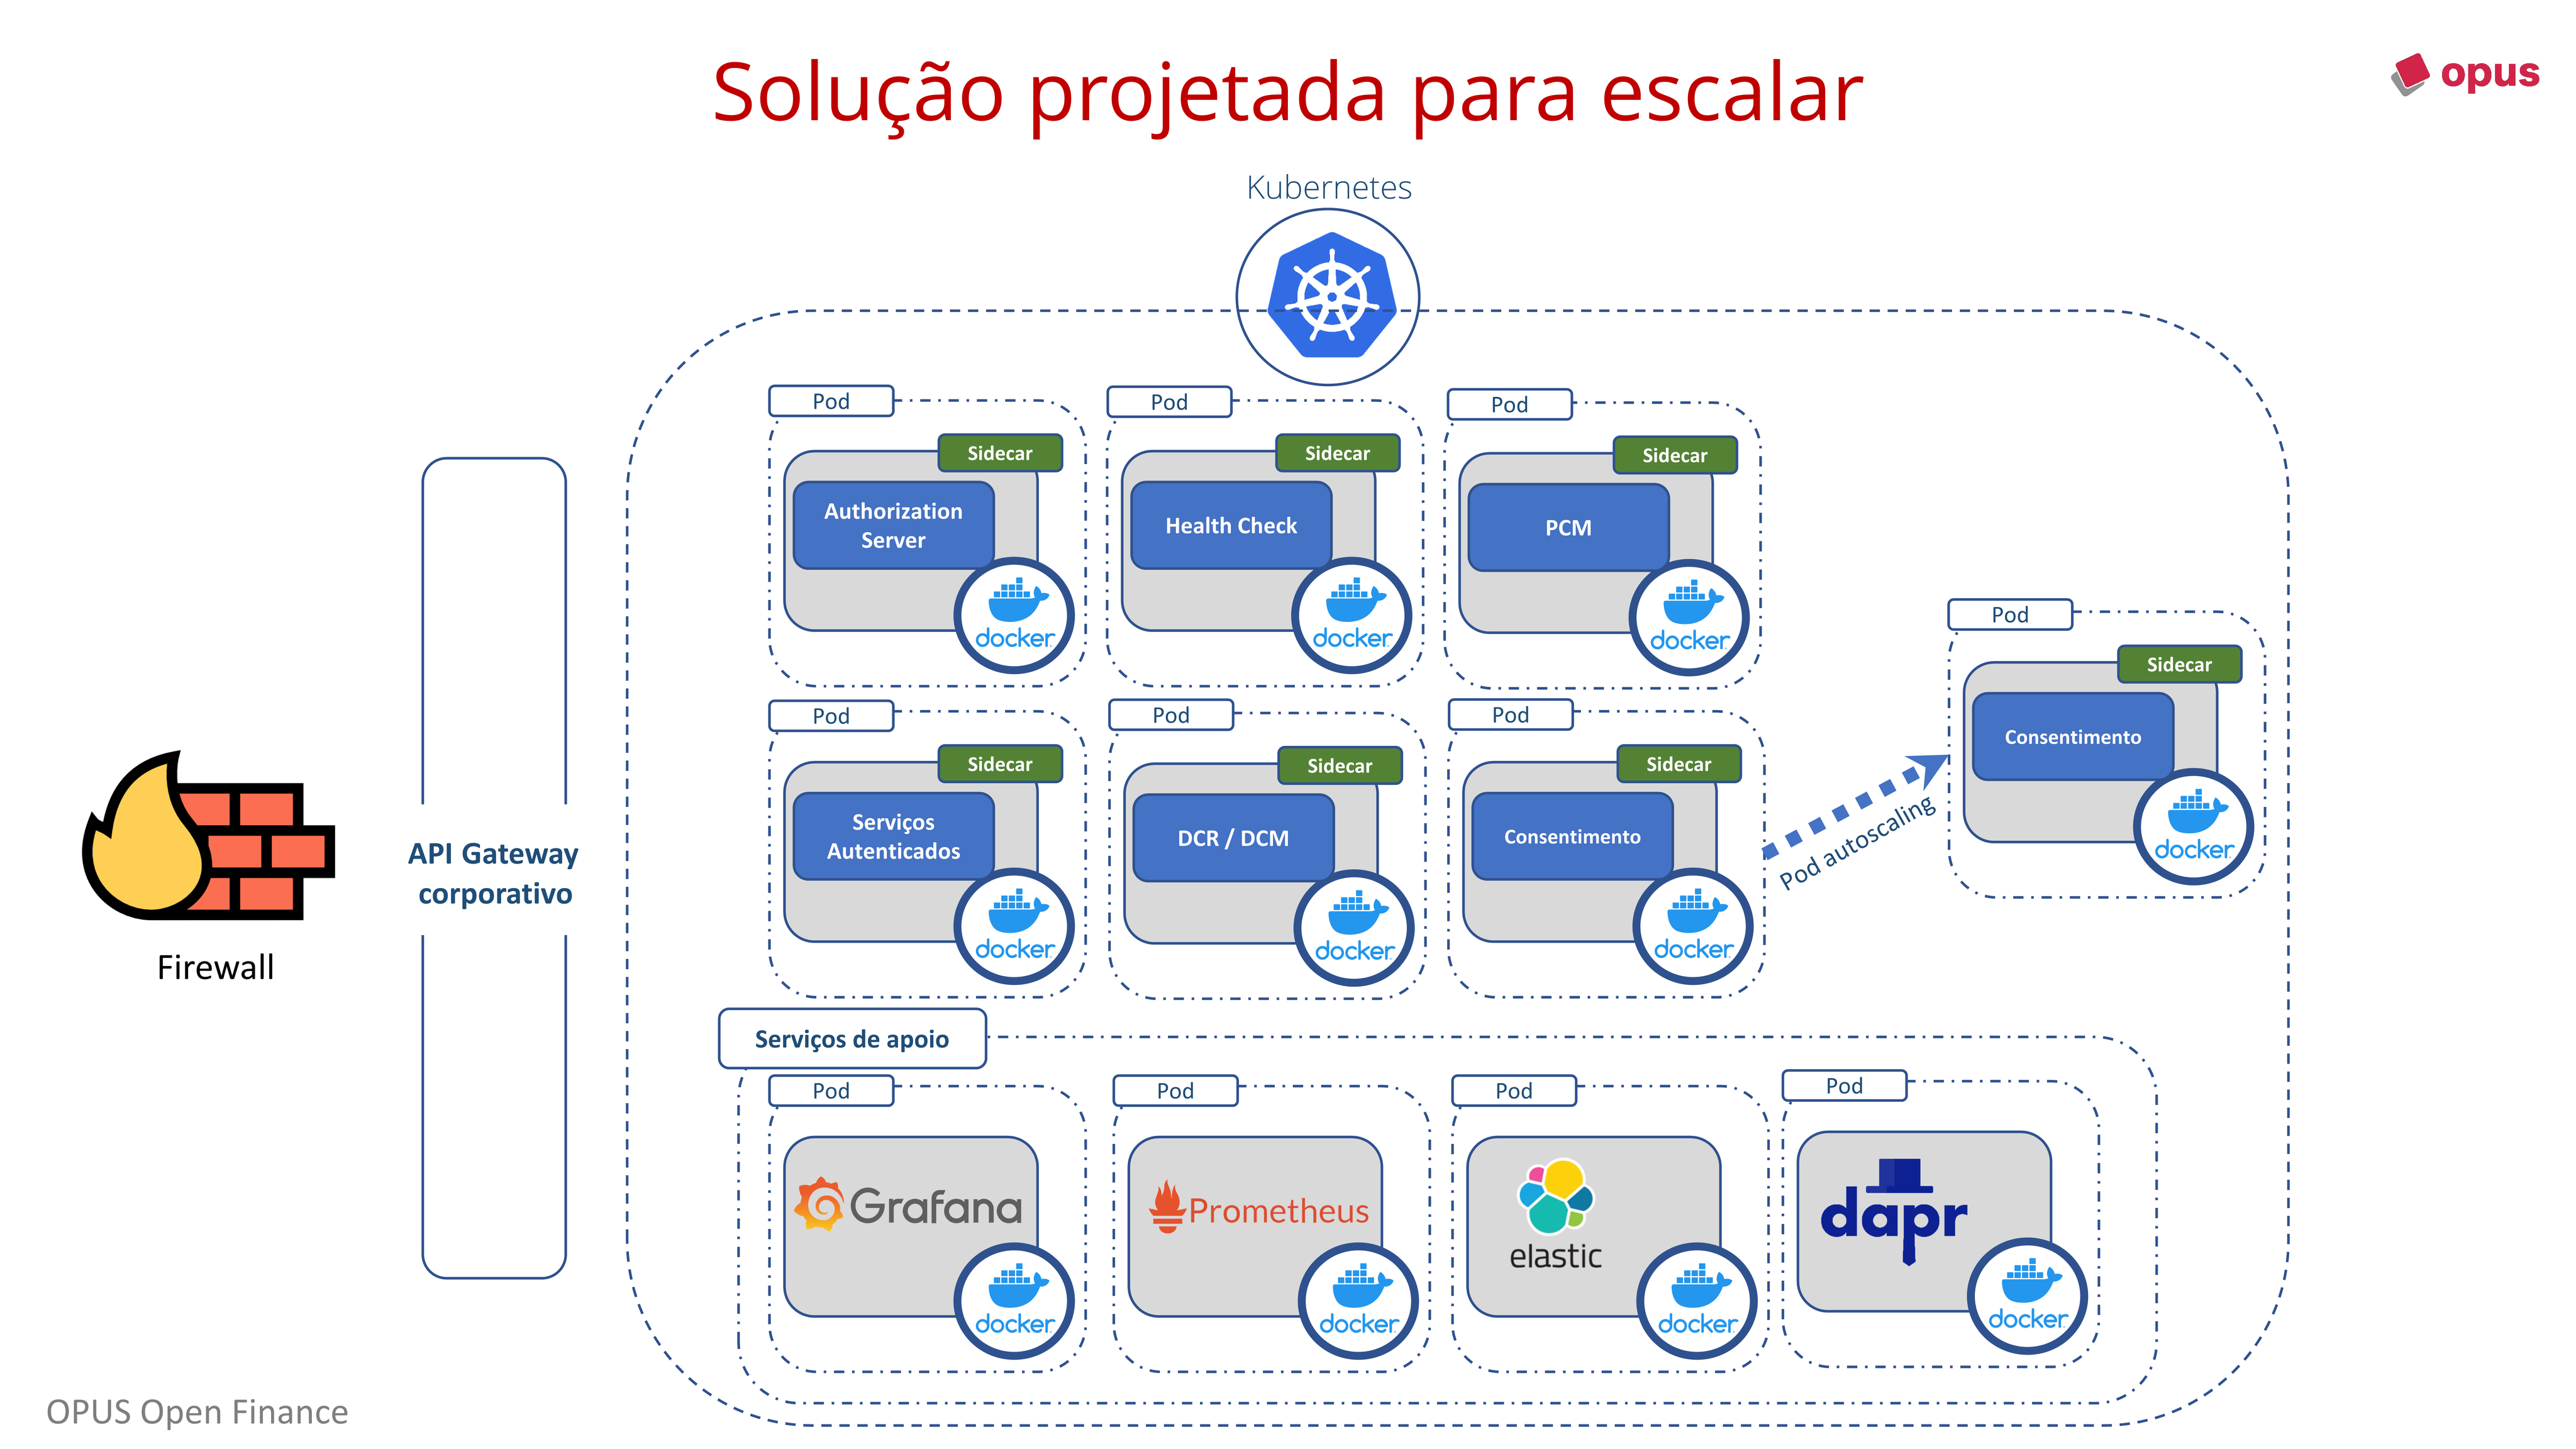 Solução projetada para escalar
opus
Kubernetes
Pod
Sidecar
Authorization
Server
docker
Pod
Sidecar
Health Check
docker
Pod
Sidecar
PCM
docker
Pod
Sidecar
Serviços
Autenticados
docker
Pod
Sidecar
DCR / DCM
docker
Pod
Sidecar
Consentimento
docker
Pod autoscaling
Pod
Sidecar
Consentimento
docker
Firewall
API Gateway
corporativo
Serviços de apoio
Pod
Grafana
docker
Pod
Prometheus
docker
Pod
elastic
docker
Pod
dapr
docker
OPUS Open Finance